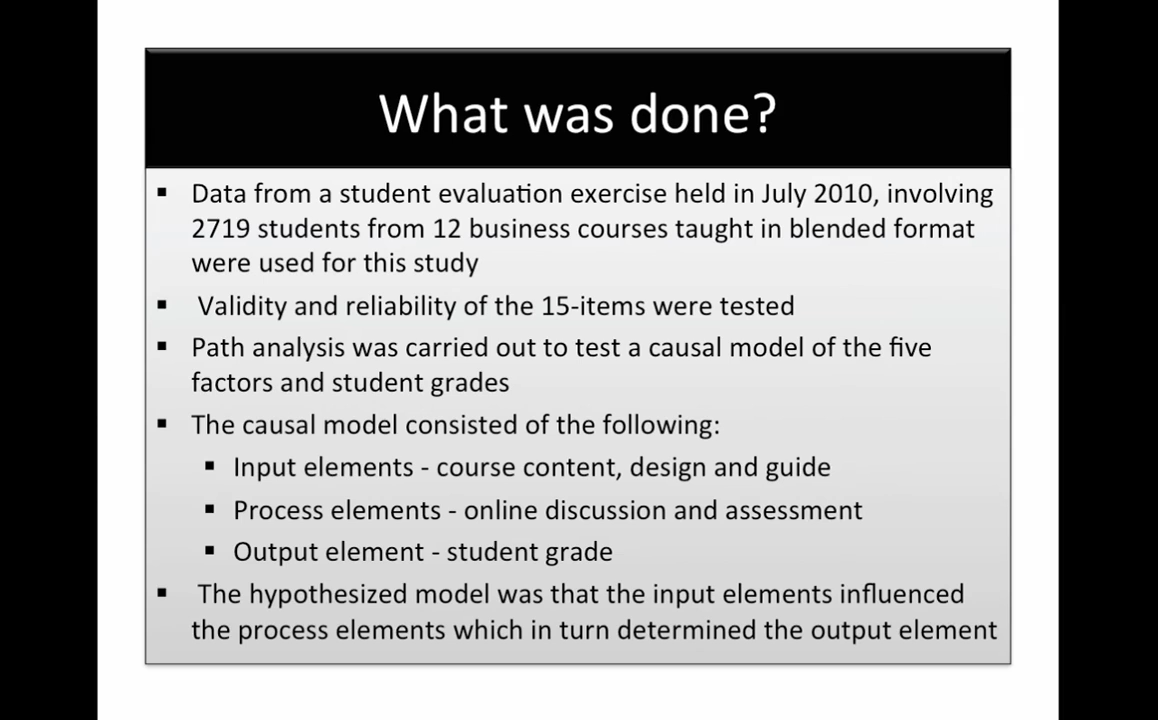 What was done?
▪ Data from a student evaluation exercise held in July 2010, involving
2719 students from 12 business courses taught in blended format
were used for this study
▪ Validity and reliability of the 15-items were tested
▪ Path analysis was carried out to test a causal model of the five
factors and student grades
▪ The causal model consisted of the following:
▪ Input elements - course content, design and guide
▪ Process elements - online discussion and assessment
▪ Output element - student grade
▪ The hypothesized model was that the input elements influenced
the process elements which in turn determined the output element